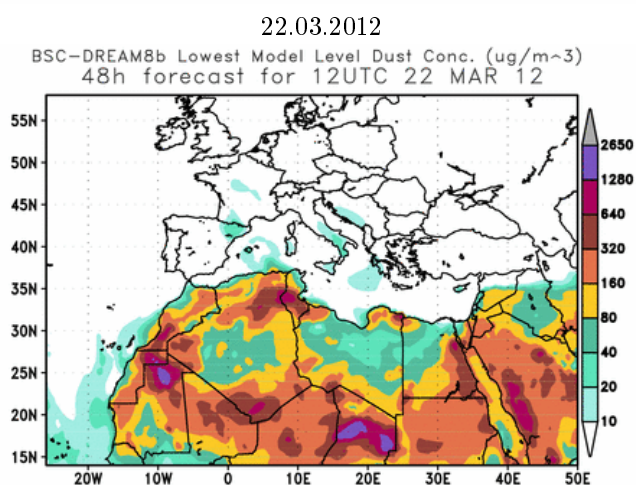 22.03.2012
BSC-DREAM8b Lowest Model Level Dust Conc. (ug/m^3)
48h forecast for 12UTC 22 MAR 12
55N
50N
45N
40N
35N
30N
25N
20N
15N
20W 10W 0 10E 20E 30E 40E 50E
2650
1280
640
320
160
80
40
20
10